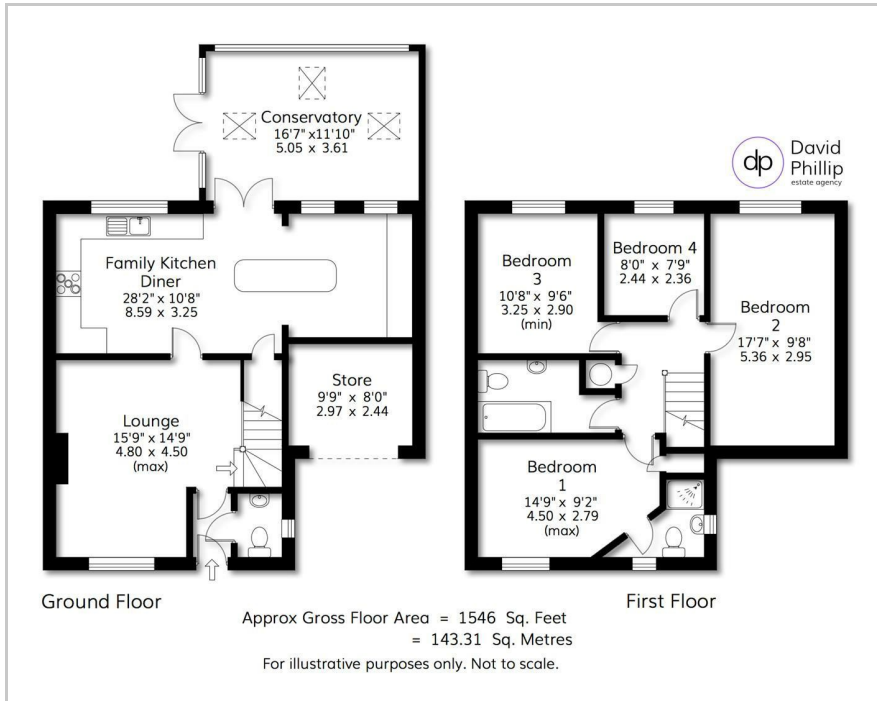 Conservatory
16'7" x11'10"
5.05 x 3.61
dp
David
Phillip
estate agency
Family Kitchen
Diner
28'2" x 10'8"
8.59 x 3.25
Bedroom
3
10'8" x 9'6"
3.25 x 2.90
(min)
Bedroom 4
8'0" x 7'9"
2.44 x 2.36
Bedroom
2
17'7" x 9'8"
5.36 x 2.95
Store
9'9" x 8'0"
2.97 x 2.44
Lounge
15'9" x 14'9"
4.80 x 4.50
(max)
Bedroom
1
14'9" x 9'2"
4.50 x 2.79
(max)
Ground Floor
First Floor
Approx Gross Floor Area = 1546 Sq. Feet
= 143.31 Sq. Metres
For illustrative purposes only. Not to scale.